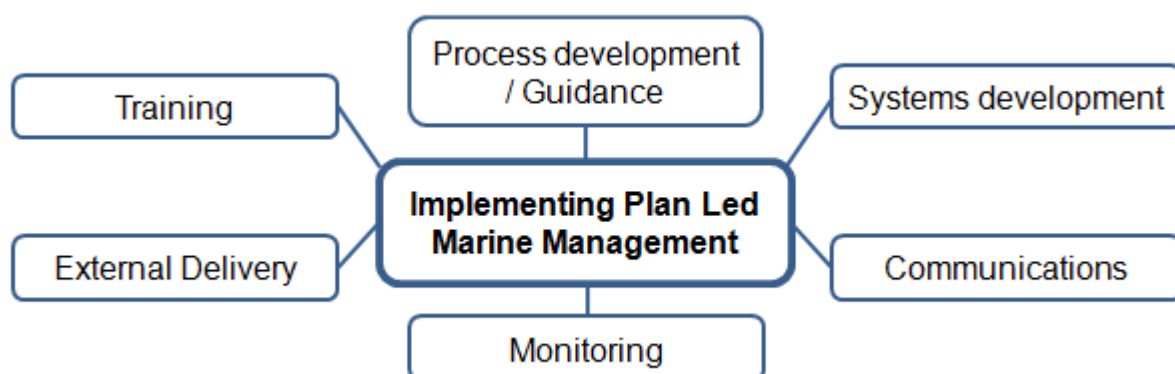 Process development
/ Guidance
Training
Systems development
Implementing Plan Led
Marine Management
External Delivery
Communications
Monitoring